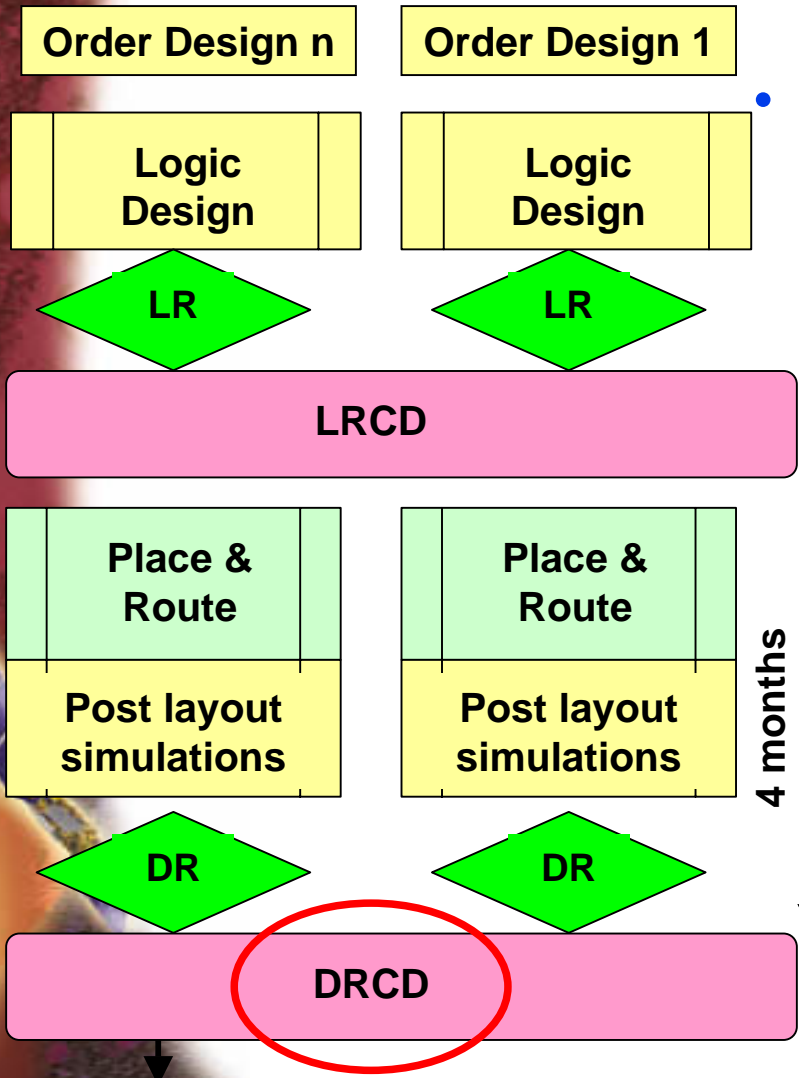 Order Design n
Order Design 1
Logic
Design
Logic
Design
LR
LR
LRCD
Place &
Route
Place &
Route
Post layout
simulations
Post layout
simulations
4 months
DR
DR
DRCD